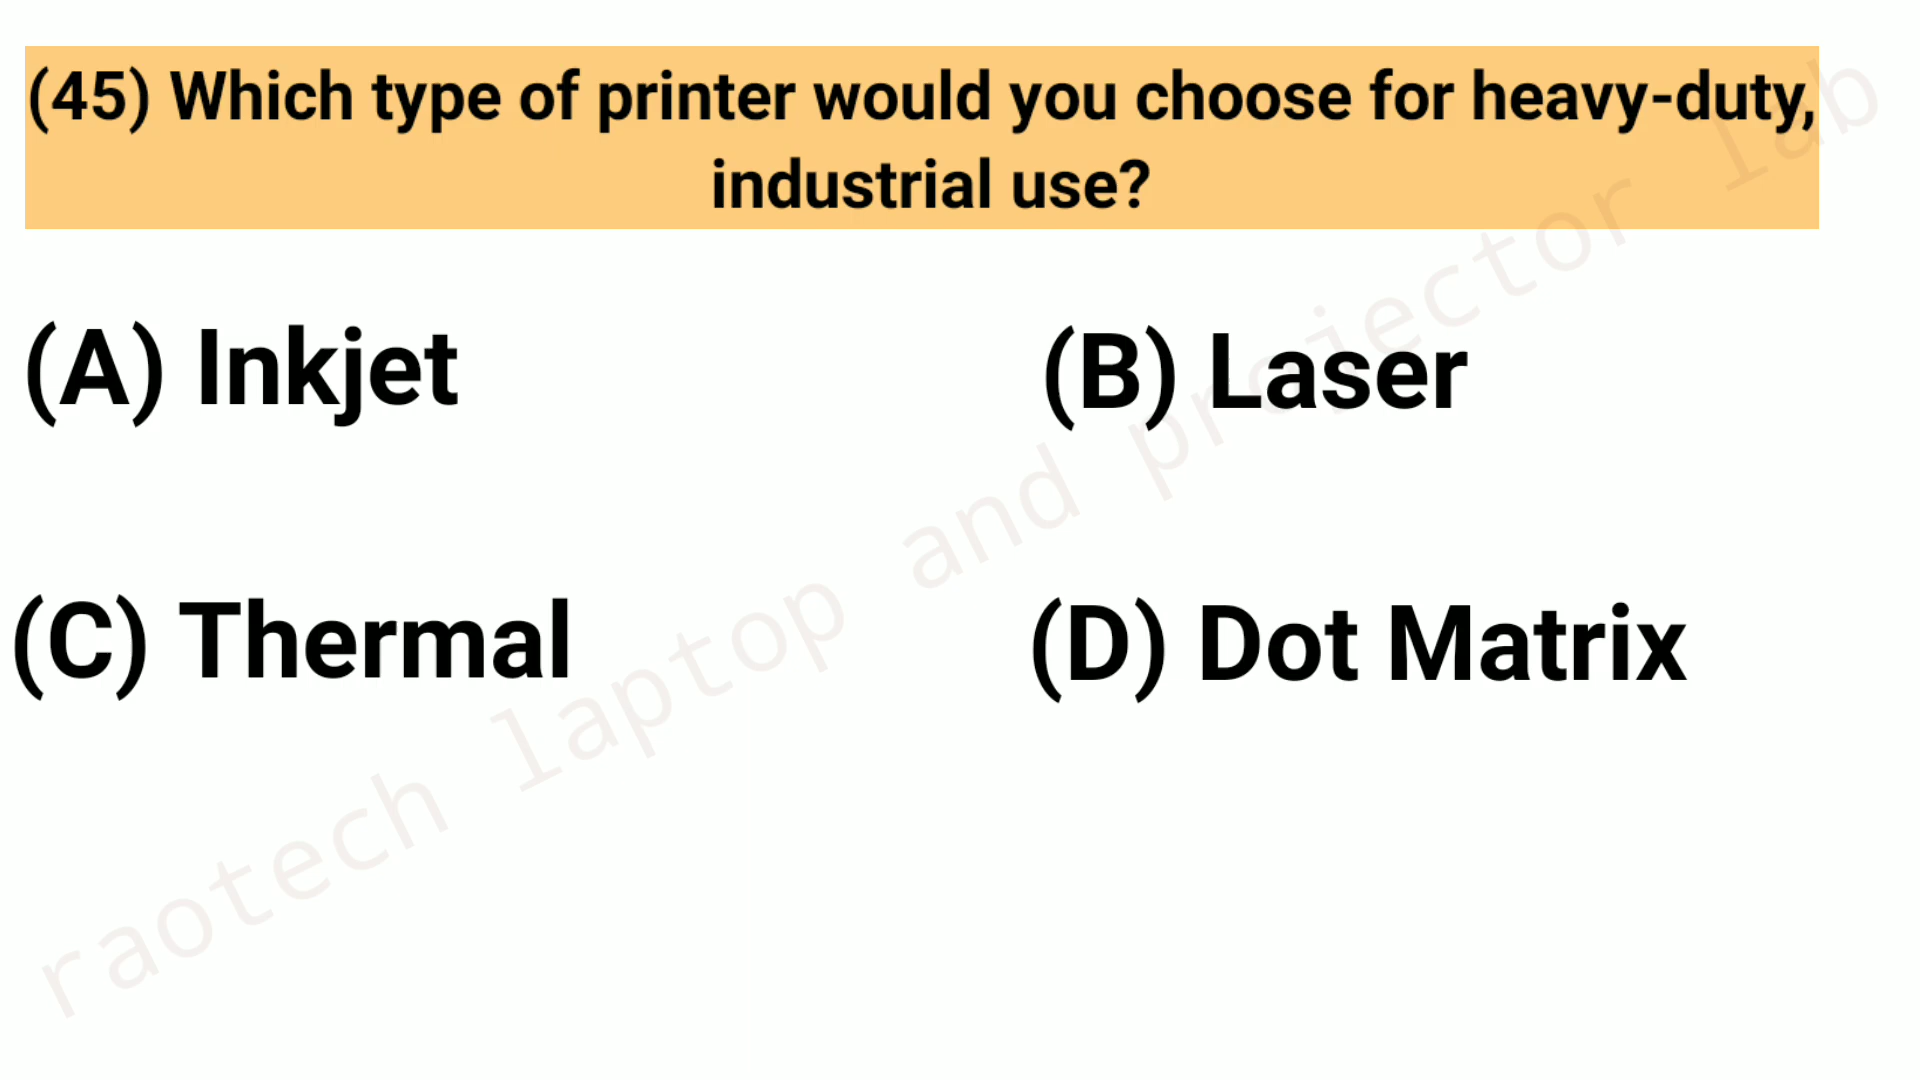 (45) Which type of printer would you choose for heavy-duty,
industrial use?
(A) Inkjet
(B) Laser
(C) Thermal
(D) Dot Matrix
raotech laptop and projector lab